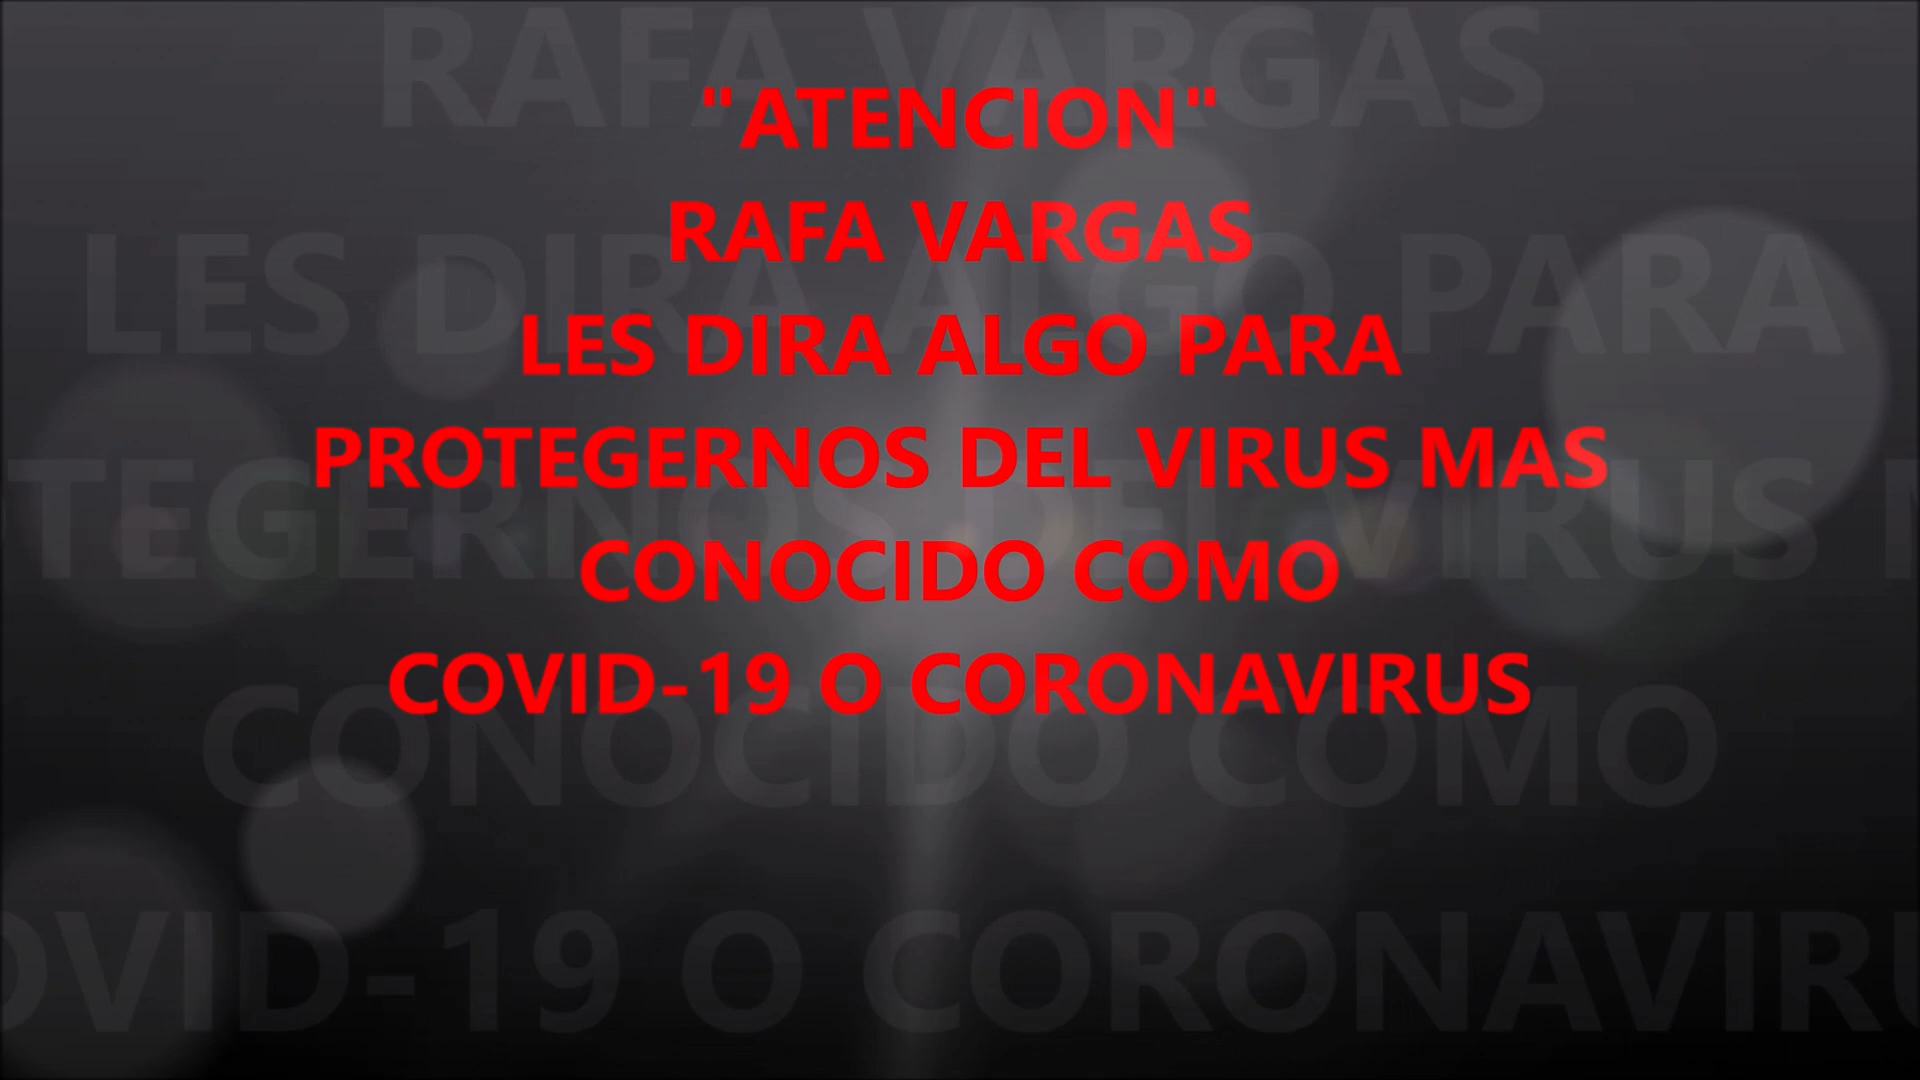 "ATENCION"
RAFA VARGAS
LES DIRA ALGO PARA
PROTEGERNOS DEL VIRUS MAS
CONOCIDO COMO
COVID-19 O CORONAVIRUS